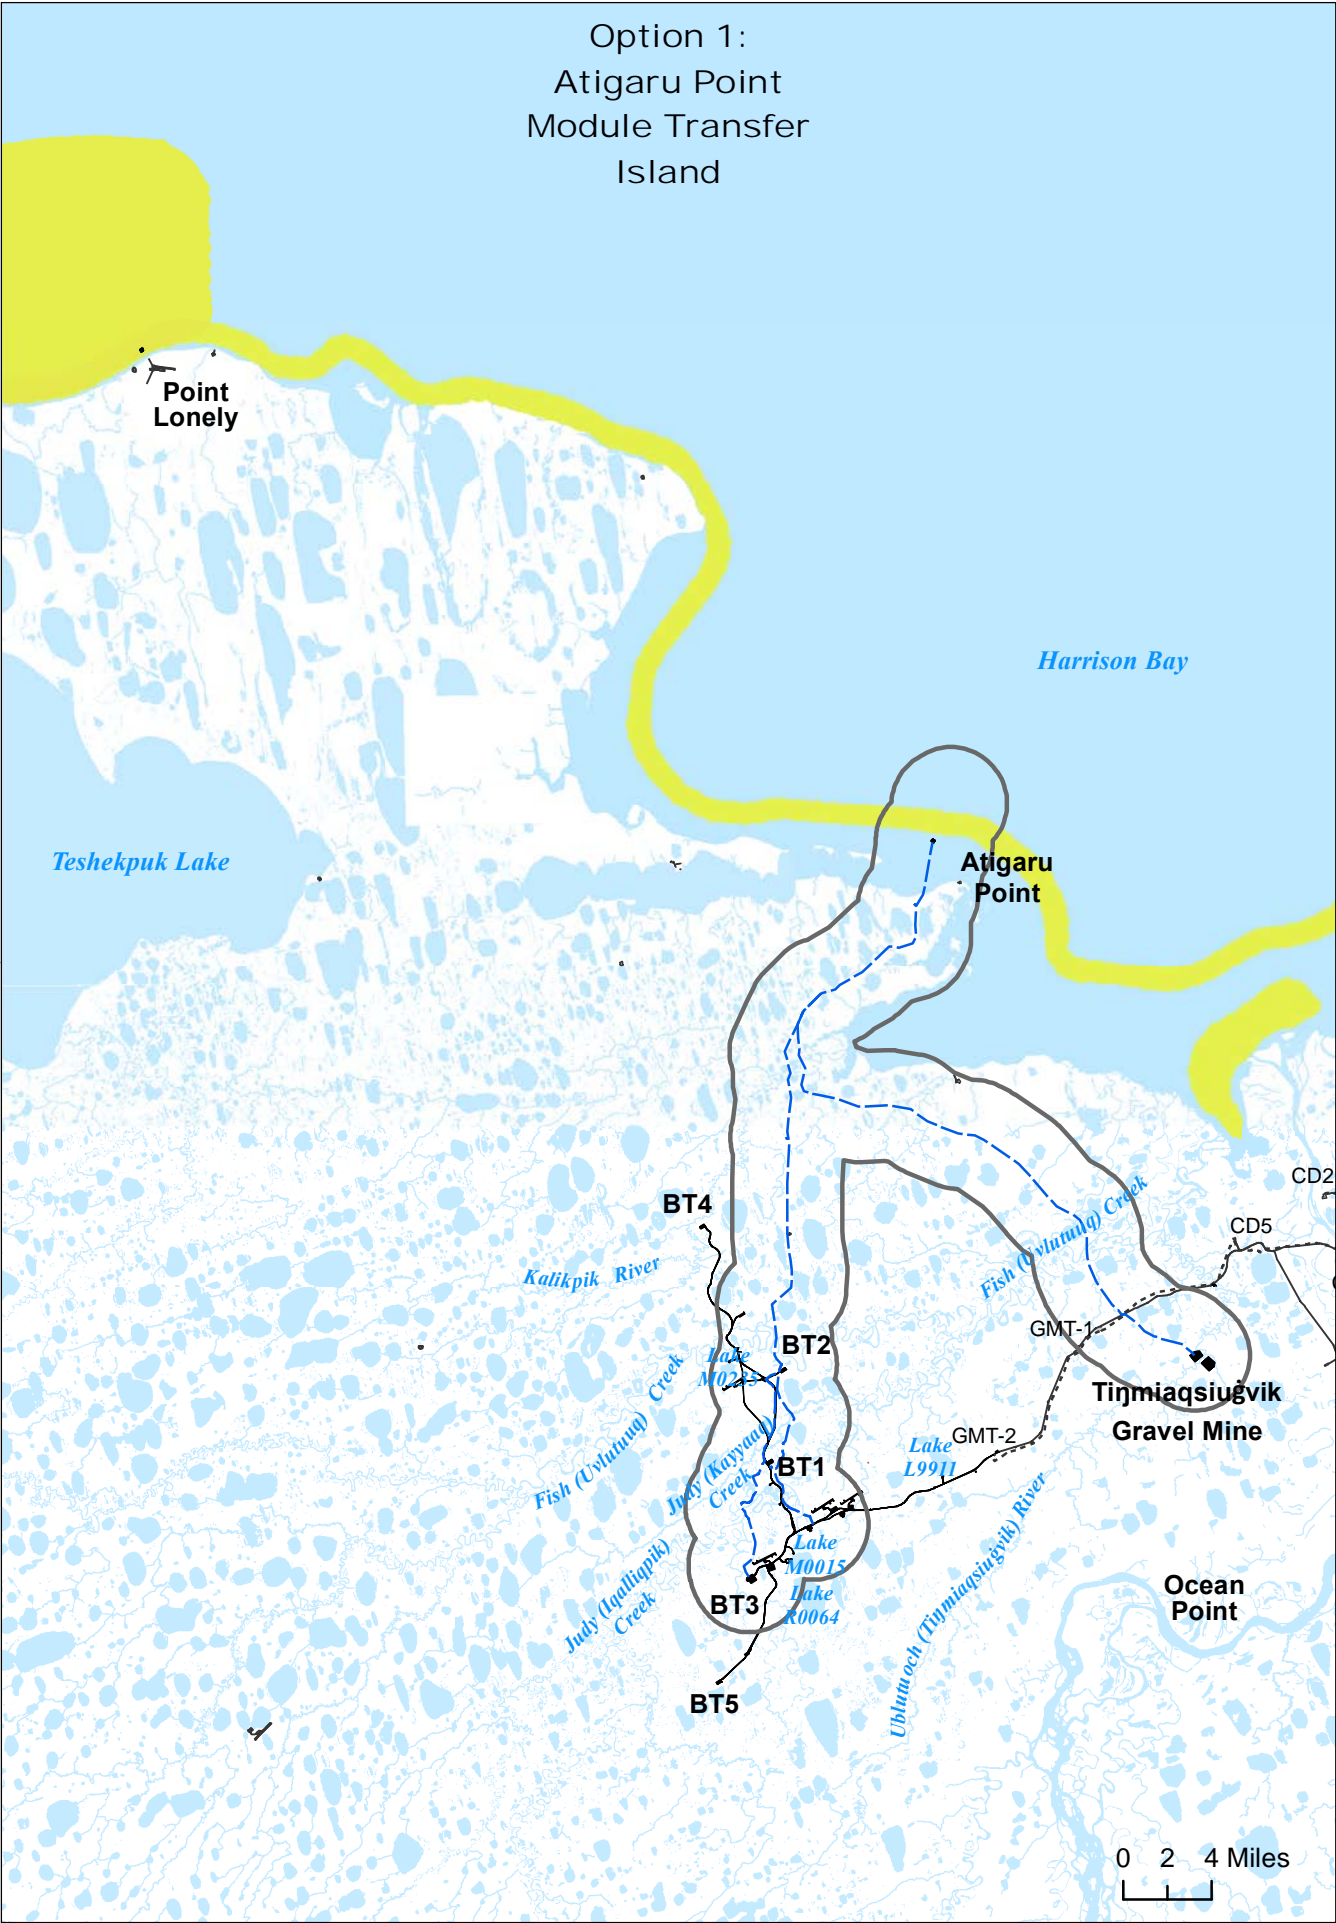 Option 1:
Atigaru Point
Module Transfer
Island
Point
Lonely
Harrison Bay
Teshekpuk Lake
Atigaru
Point
CD2
BT4
CD5
Fish (Uvlutuuq) Creek
Kalikpik River
GMT-1
BT2
Lake
M0235
Tiŋmiaqsiuġvik
Gravel Mine
Fish (Uvlutuuq) Creek
GMT-2
Lake
L9911
Judy (Kayyaaq)
Creek
BT1
Lake
M0015
Judy (Iqalliqpik)
Creek
BT3
Lake
R0064
Ublutuoch (Tiŋmiaqsiuġvik) River
Ocean
Point
BT5
0 2 4 Miles